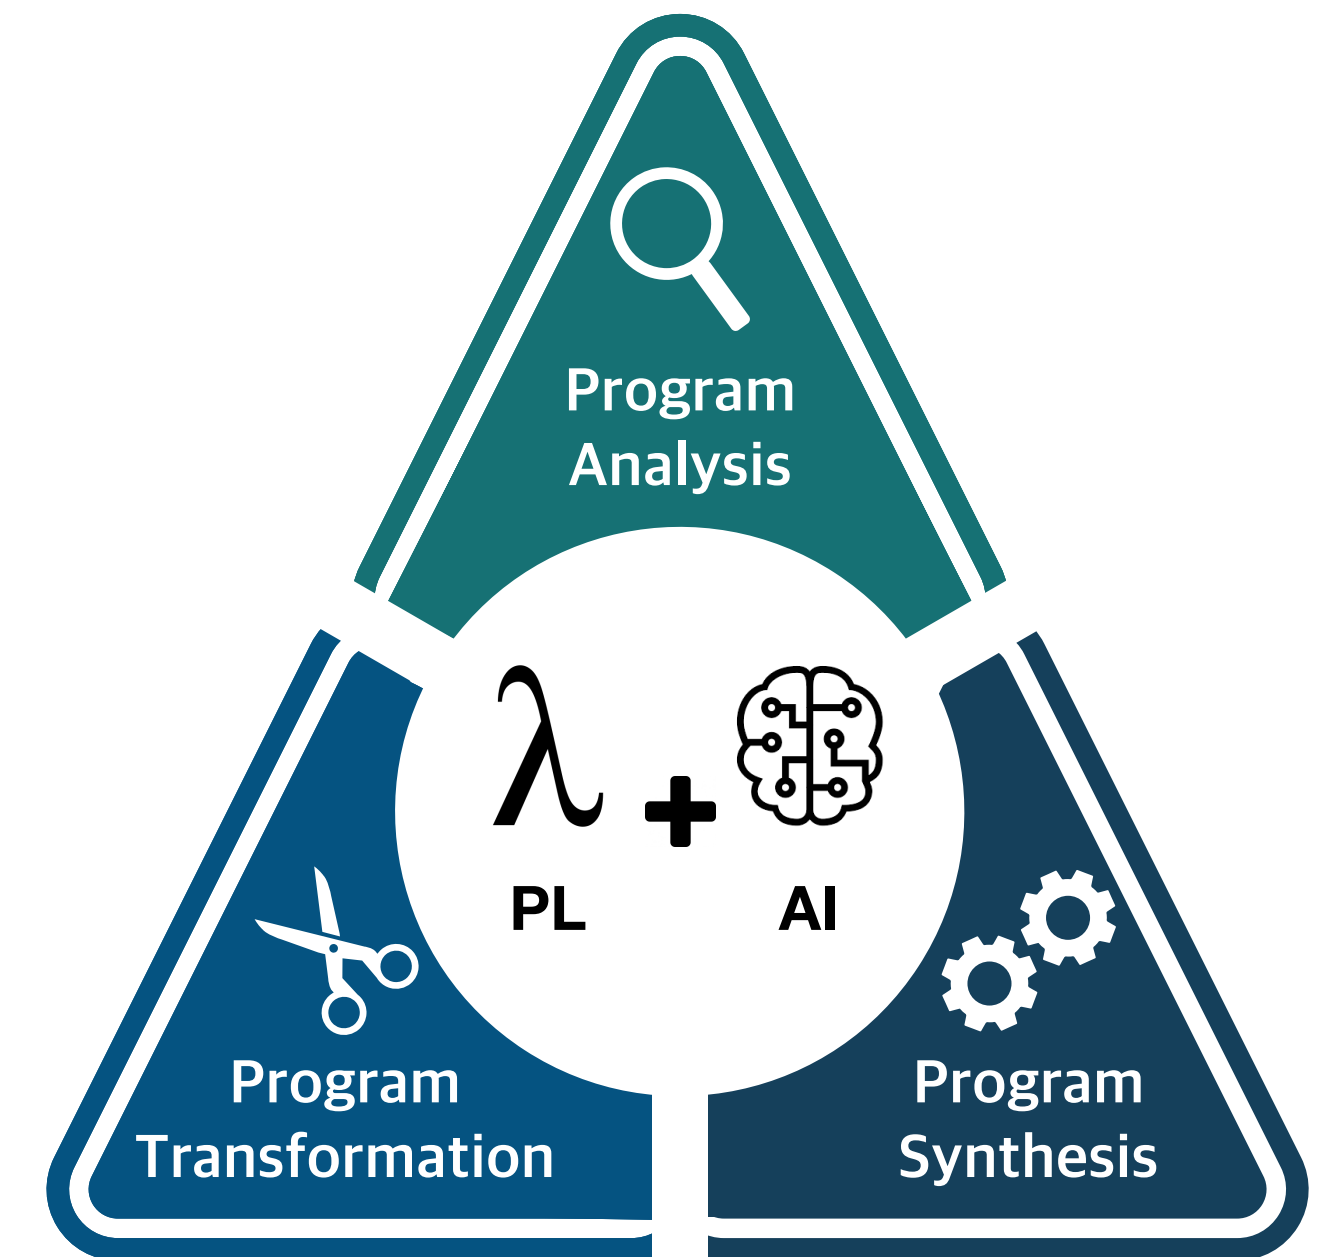 Program
Analysis
λ
+
PL
AI
Program
Transformation
Program
Synthesis